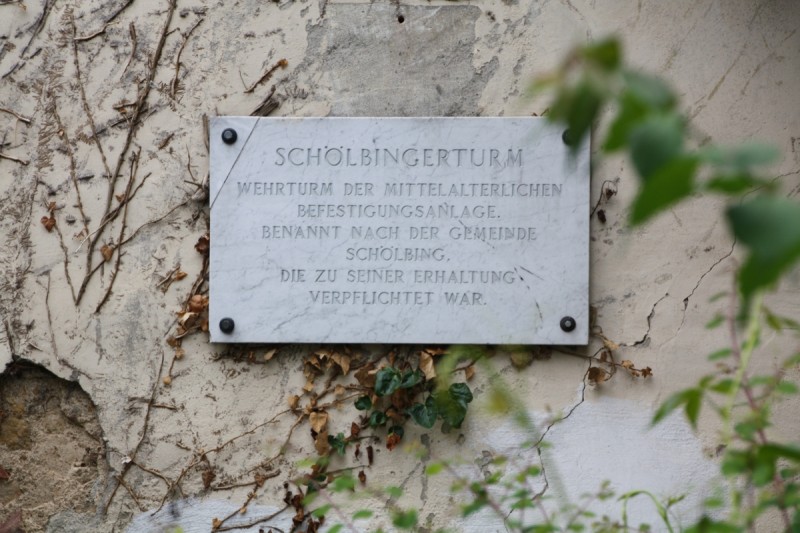 SCHÖLBINGERTURM
WEHRTURM DER MITTELALTERLICHEN
BEFESTIGUNGSANLAGE.
BENANNT NACH DER GEMEINDE
SCHÖLBING,
DIE ZU SEINER ERHALTUNG
VERPFLICHTET WAR.